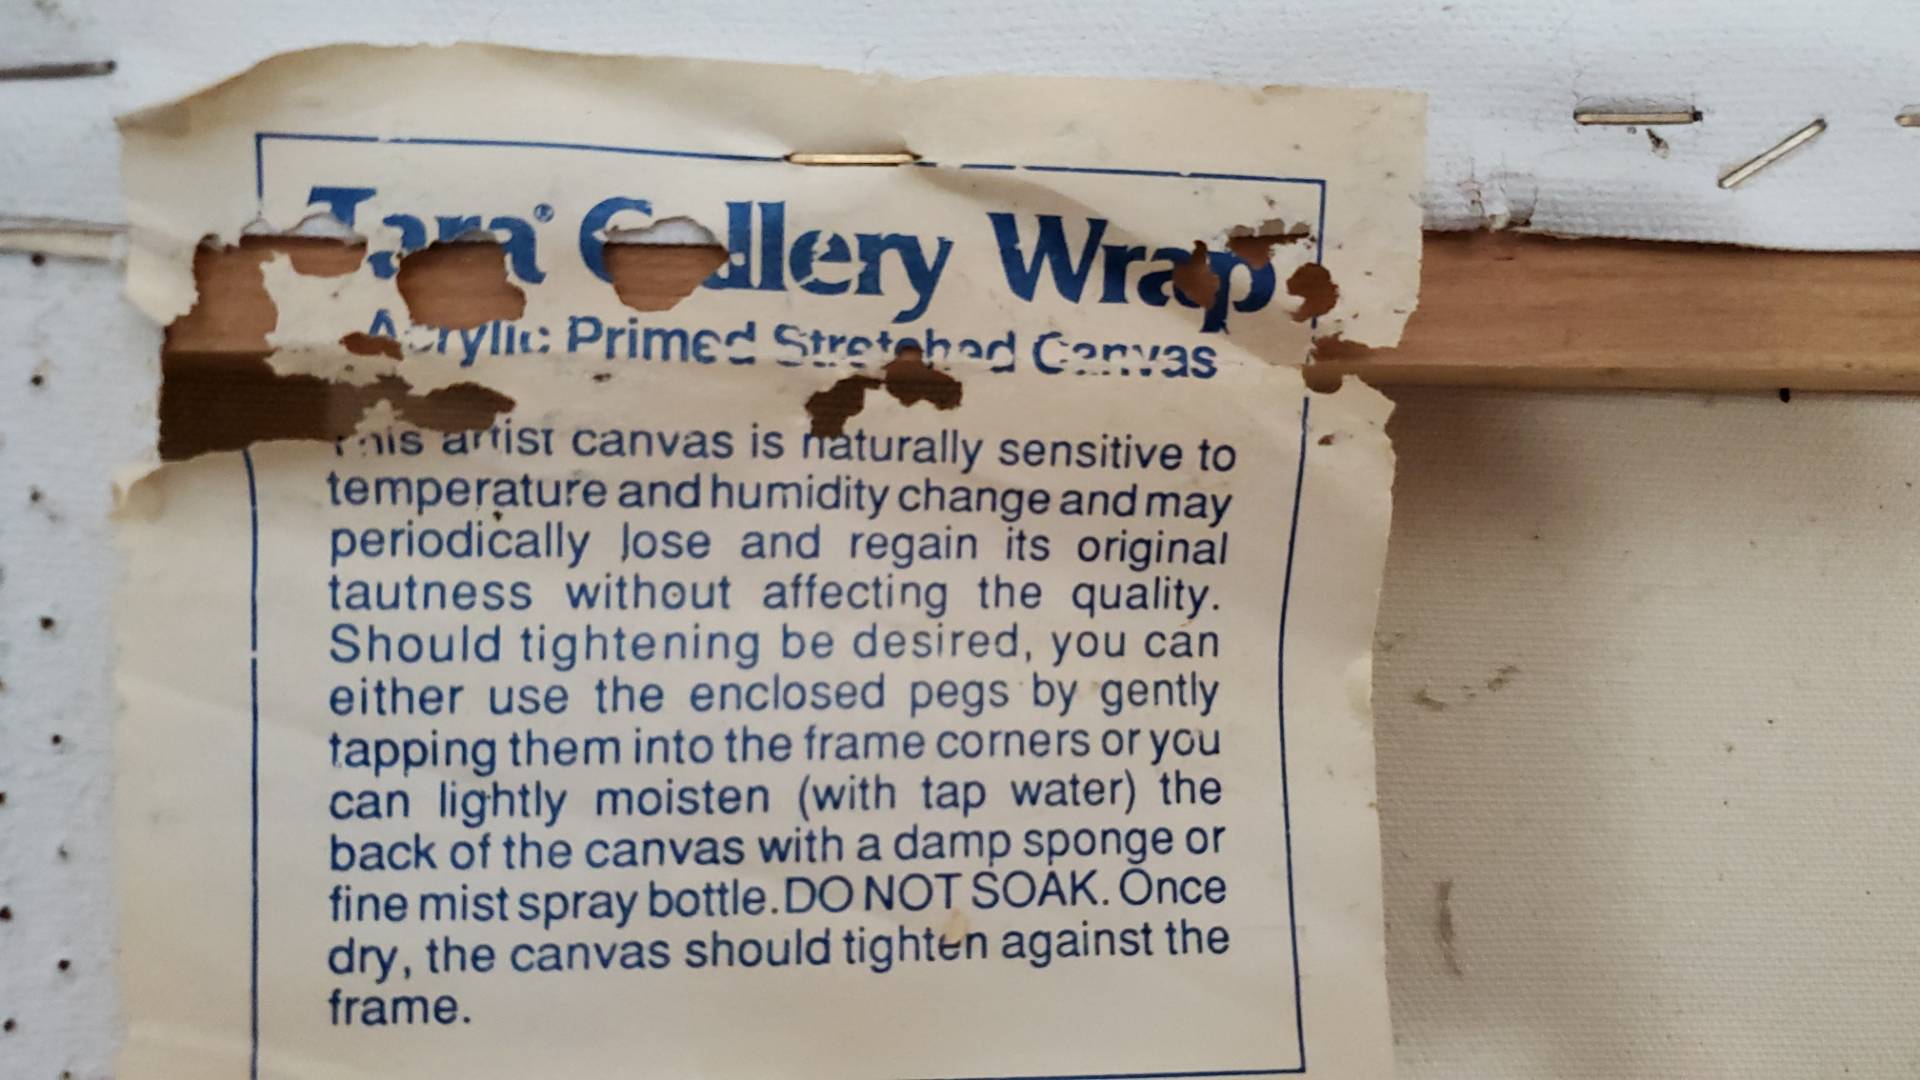 Tara® Gallery Wrap
Acrylic Primed Stretched Canvas
This artist canvas is naturally sensitive to
temperature and humidity change and may
periodically lose and regain its original
tautness without affecting the quality.
Should tightening be desired, you can
either use the enclosed pegs by gently
tapping them into the frame corners or you
can lightly moisten (with tap water) the
back of the canvas with a damp sponge or
fine mist spray bottle. DO NOT SOAK. Once
dry, the canvas should tighten against the
frame.